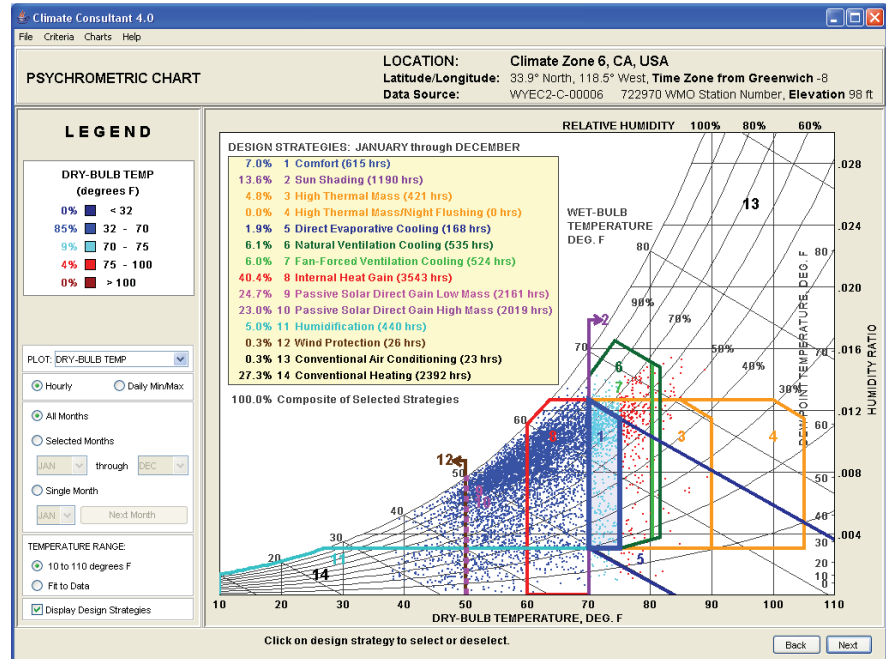 Climate Consultant 4.0
File Criteria Charts Help
PSYCHROMETRIC CHART
LOCATION: Climate Zone 6, CA, USA
Latitude/Longitude: 33.9° North, 118.5° West, Time Zone from Greenwich -8
Data Source: WYEC2-C-00006 722970 WMO Station Number, Elevation 98 ft
LEGEND
DRY-BULB TEMP
(degrees F)
0% < 32
85% 32 - 70
9% 70 - 75
4% 75 - 100
0% > 100
PLOT: DRY-BULB TEMP
Hourly Daily Min/Max
All Months
Selected Months
JAN through DEC
Single Month
JAN Next Month
TEMPERATURE RANGE:
10 to 110 degrees F
Fit to Data
Display Design Strategies
RELATIVE HUMIDITY 100% 80% 60%
DESIGN STRATEGIES: JANUARY through DECEMBER
7.0% 1 Comfort (615 hrs)
13.6% 2 Sun Shading (1190 hrs)
4.8% 3 High Thermal Mass (421 hrs)
0.0% 4 High Thermal Mass/Night Flushing (0 hrs)
1.9% 5 Direct Evaporative Cooling (168 hrs)
6.1% 6 Natural Ventilation Cooling (535 hrs)
6.0% 7 Fan-Forced Ventilation Cooling (524 hrs)
40.4% 8 Internal Heat Gain (3543 hrs)
24.7% 9 Passive Solar Direct Gain Low Mass (2161 hrs)
23.0% 10 Passive Solar Direct Gain High Mass (2019 hrs)
5.0% 11 Humidification (440 hrs)
0.3% 12 Wind Protection (26 hrs)
0.3% 13 Conventional Air Conditioning (23 hrs)
27.3% 14 Conventional Heating (2392 hrs)
100.0% Composite of Selected Strategies
WET-BULB
TEMPERATURE
DEG. F
13
80
80
90%
70%
50%
40%
30%
2
70
70
6
7
60
60
8
1
3
4
12
50
50
40
40
30
30
20
20
10
0
11
14
5
DEW-POINT TEMPERATURE, DEG. F
HUMIDITY RATIO
.028
.024
.020
.016
.012
.008
.004
10 20 30 40 50 60 70 80 90 100 110
DRY-BULB TEMPERATURE, DEG. F
Click on design strategy to select or deselect.
Back Next